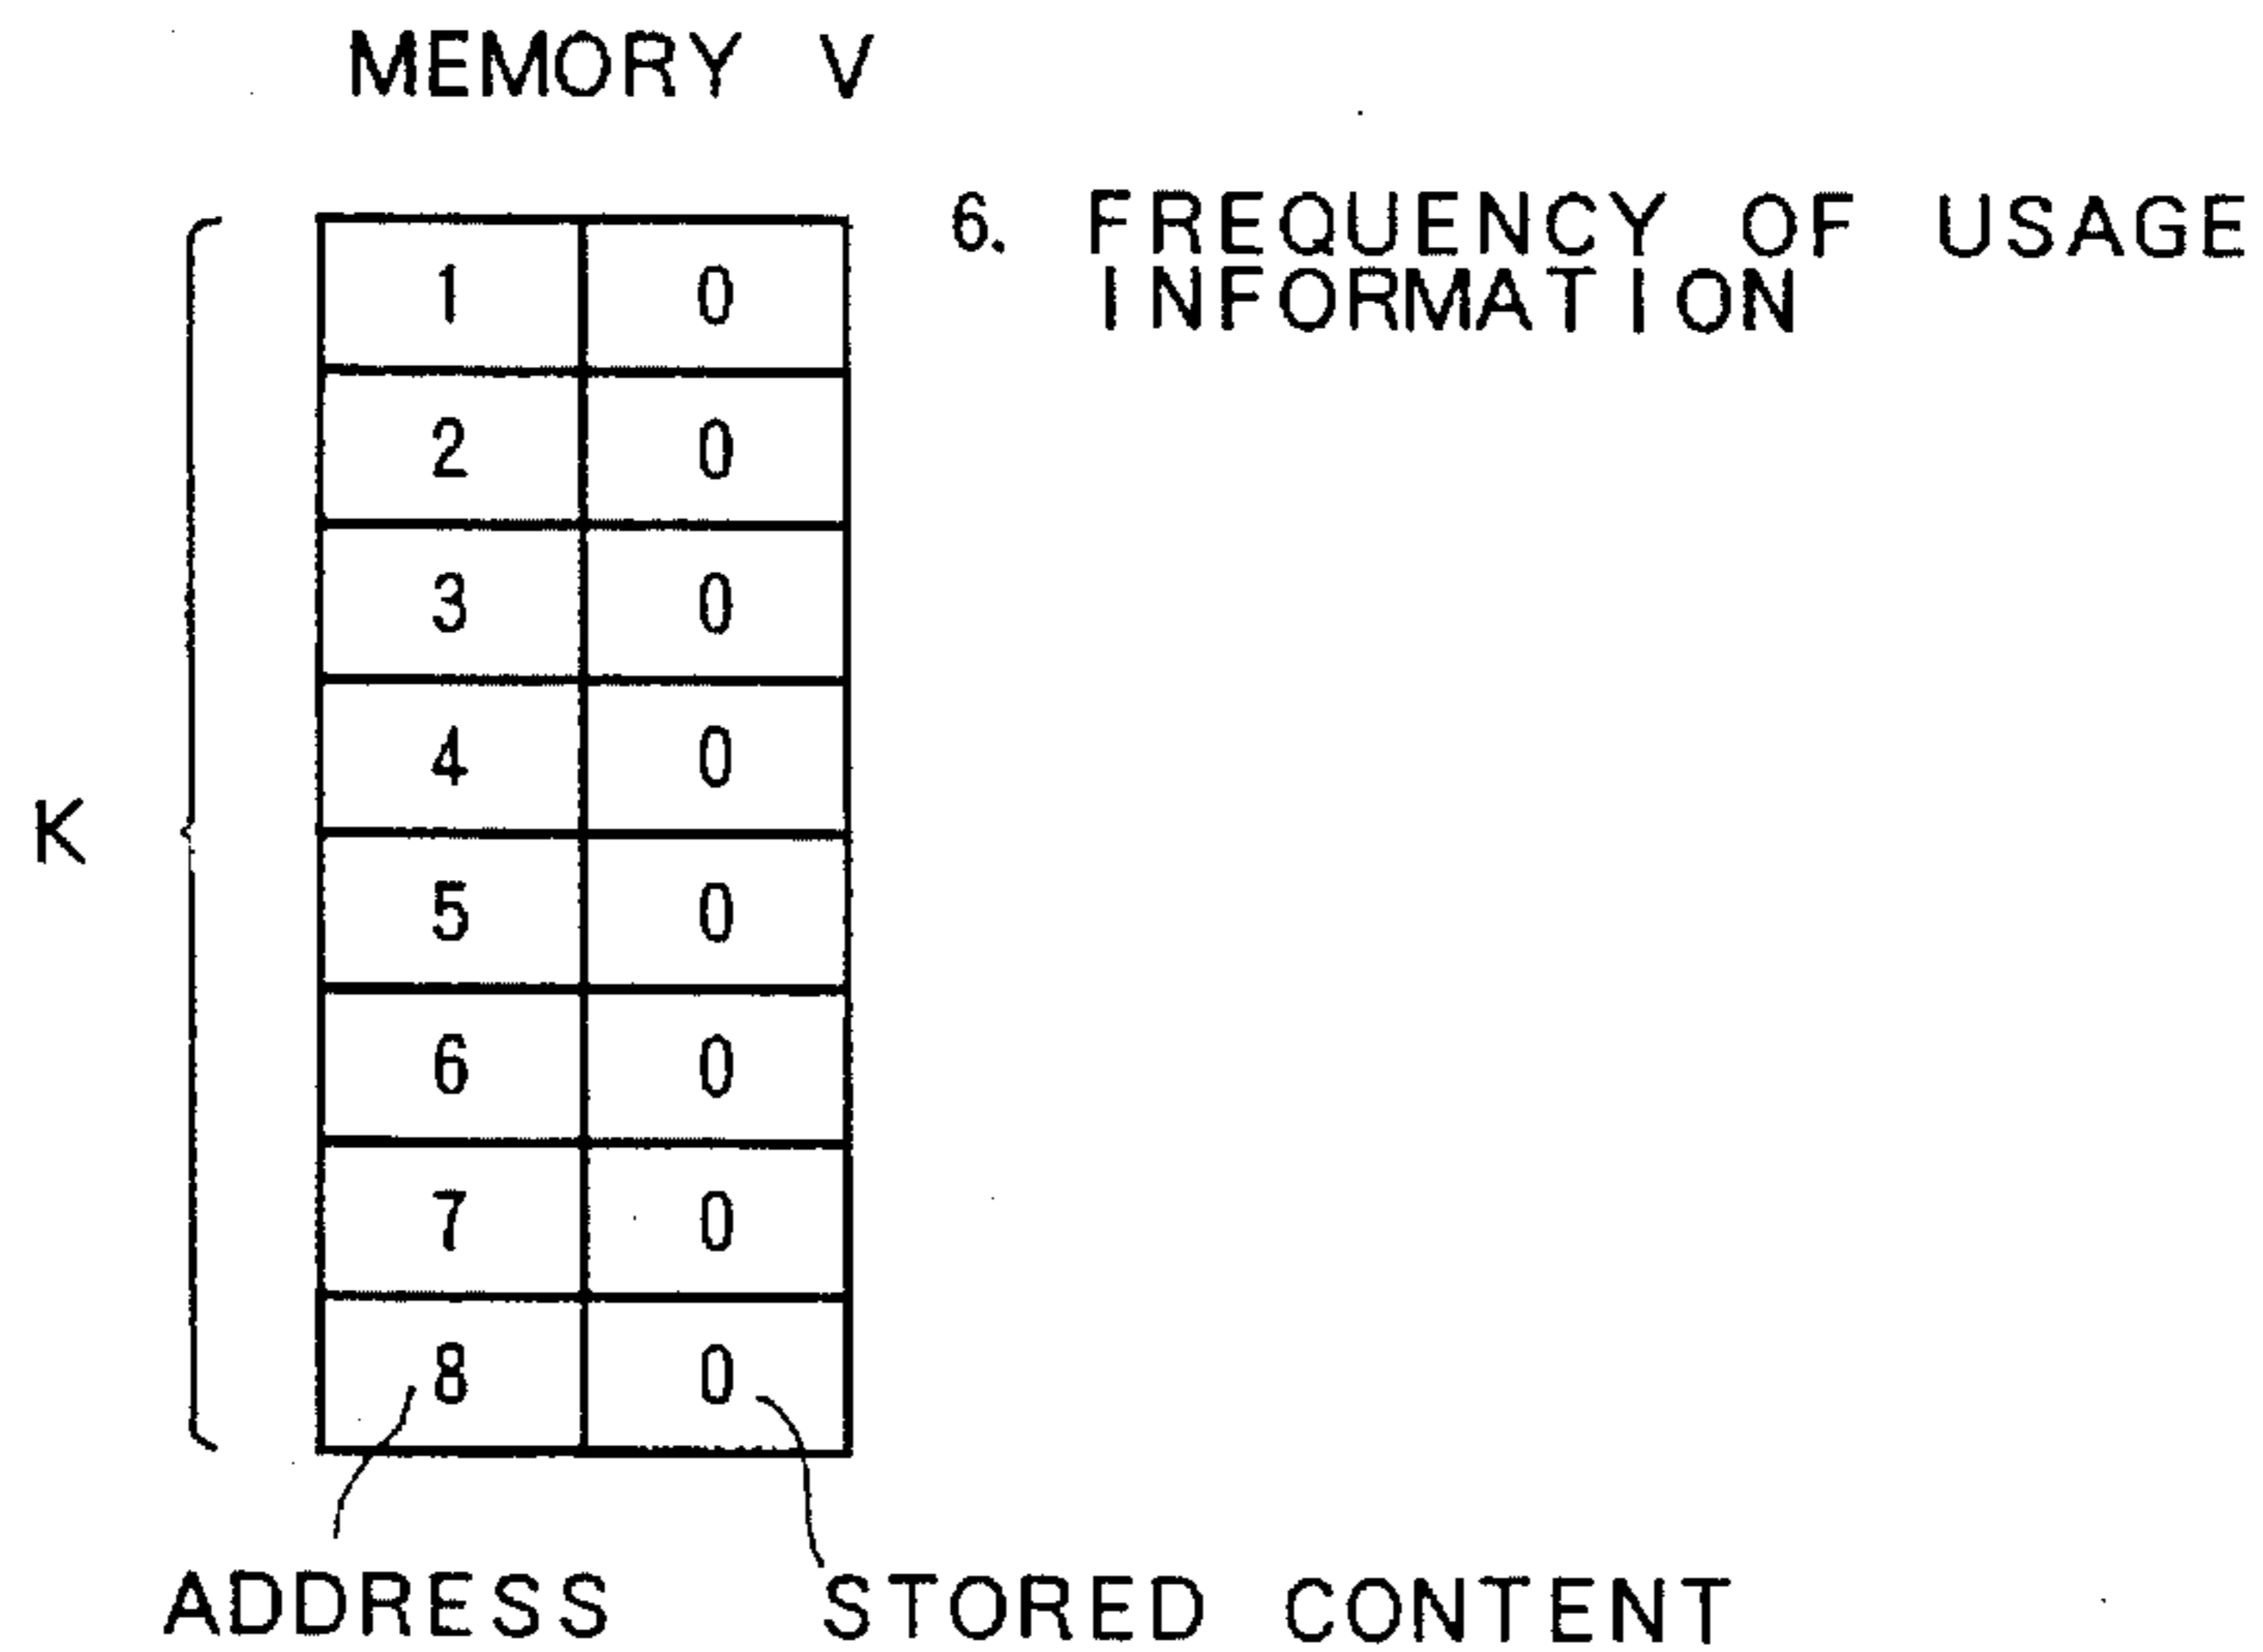 MEMORY V
6. FREQUENCY OF USAGE
INFORMATION
1 0
2 0
3 0
4 0
K
5 0
6 0
7 0
8 0
ADDRESS STORED CONTENT